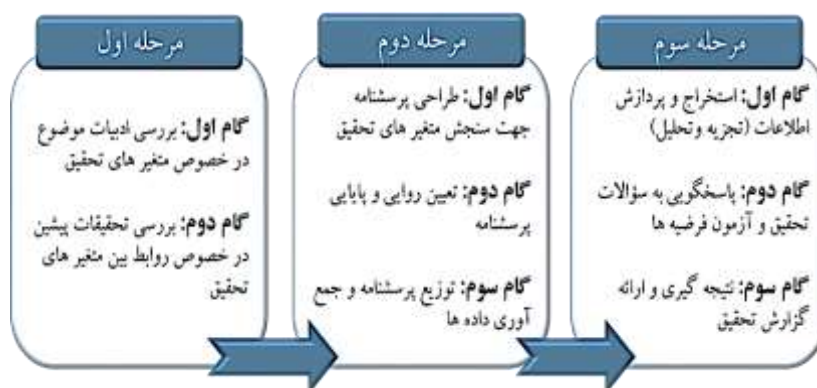 مرحله اول
گام اول: بررسی ادبیات موضوع
در خصوص متغیر های تحقیق
گام دوم: بررسی تحقیقات پیشین
در خصوص روابط بین متغیر های
تحقیق
مرحله دوم
گام اول: طراحی پرسشنامه
جهت سنجش متغیر های تحقیق
گام دوم: تعیین روایی و پایایی
پرسشنامه
گام سوم: توزیع پرسشنامه و جمع
آوری داده ها
مرحله سوم
گام اول: استخراج و پردازش
اطلاعات (تجزیه وتحلیل)
گام دوم: پاسخگویی به سؤالات
تحقیق و آزمون فرضیه ها
گام سوم: نتیجه گیری و ارائه
گزارش تحقیق